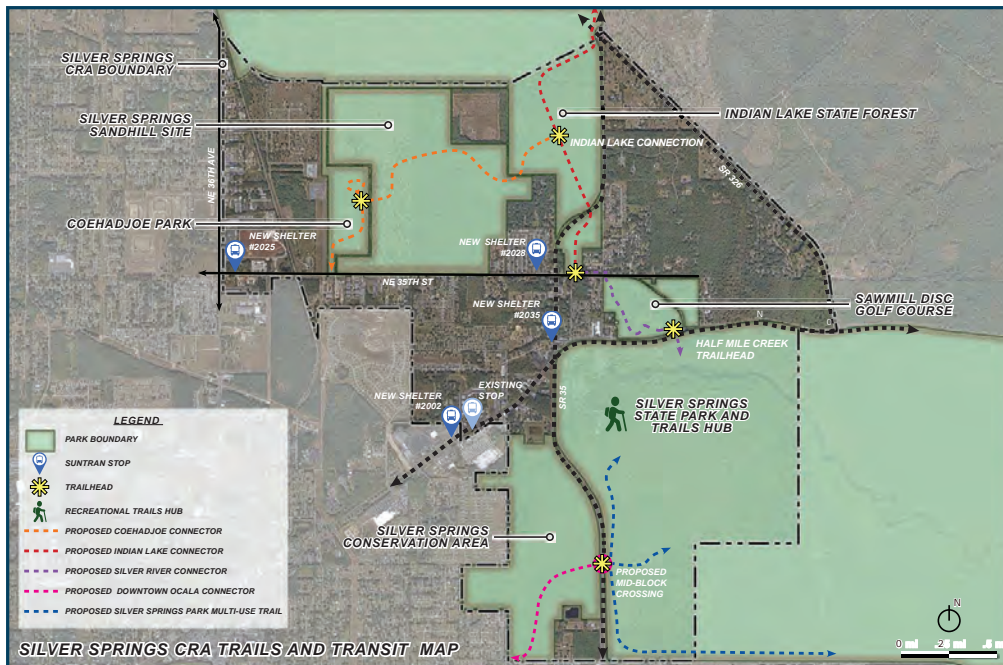 SILVER SPRINGS
CRA BOUNDARY
SILVER SPRINGS
SANDHILL SITE
INDIAN LAKE STATE FOREST
INDIAN LAKE CONNECTION
NE 36TH AVE
SR 326
COEHADJOE PARK
NEW SHELTER
#2025
NEW SHELTER
#2028
NE 35TH ST
NEW SHELTER
#2035
SAWMILL DISC
GOLF COURSE
N
HALF MILE CREEK
TRAILHEAD
SR 35
EXISTING
STOP
NEW SHELTER
#2002
SILVER SPRINGS
STATE PARK AND
TRAILS HUB
LEGEND
PARK BOUNDARY
SUNTRAN STOP
TRAILHEAD
RECREATIONAL TRAILS HUB
PROPOSED COEHADJOE CONNECTOR
PROPOSED INDIAN LAKE CONNECTOR
PROPOSED SILVER RIVER CONNECTOR
PROPOSED DOWNTOWN OCALA CONNECTOR
PROPOSED SILVER SPRINGS PARK MULTI-USE TRAIL
SILVER SPRINGS
CONSERVATION AREA
PROPOSED
MID-BLOCK
CROSSING
N
SILVER SPRINGS CRA TRAILS AND TRANSIT MAP